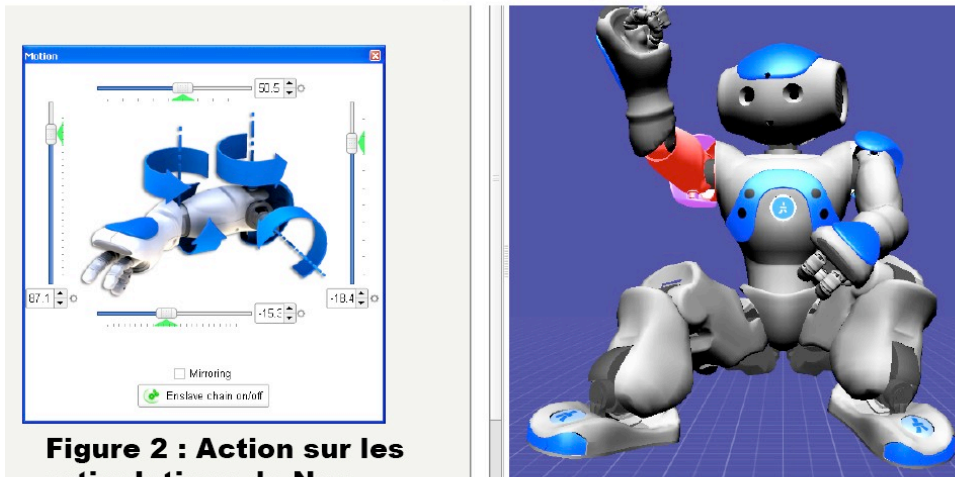 Motion
50.5
87.1
-18.4
-15.3
Mirroring
Enslave chain on/off
Figure 2 : Action sur les